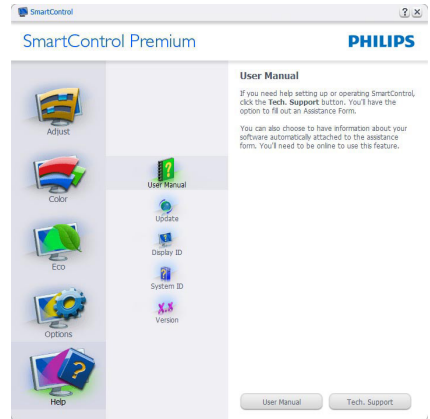 SmartControl
SmartControl Premium
PHILIPS
Adjust
Color
Eco
Options
Help
User Manual
Update
Display ID
System ID
X.X
Version
User Manual
If you need help setting up or operating SmartControl,
click the Tech. Support button. You'll have the
option to fill out an Assistance Form.
You can also choose to have information about your
software automatically attached to the assistance
form. You'll need to be online to use this feature.
User Manual
Tech. Support